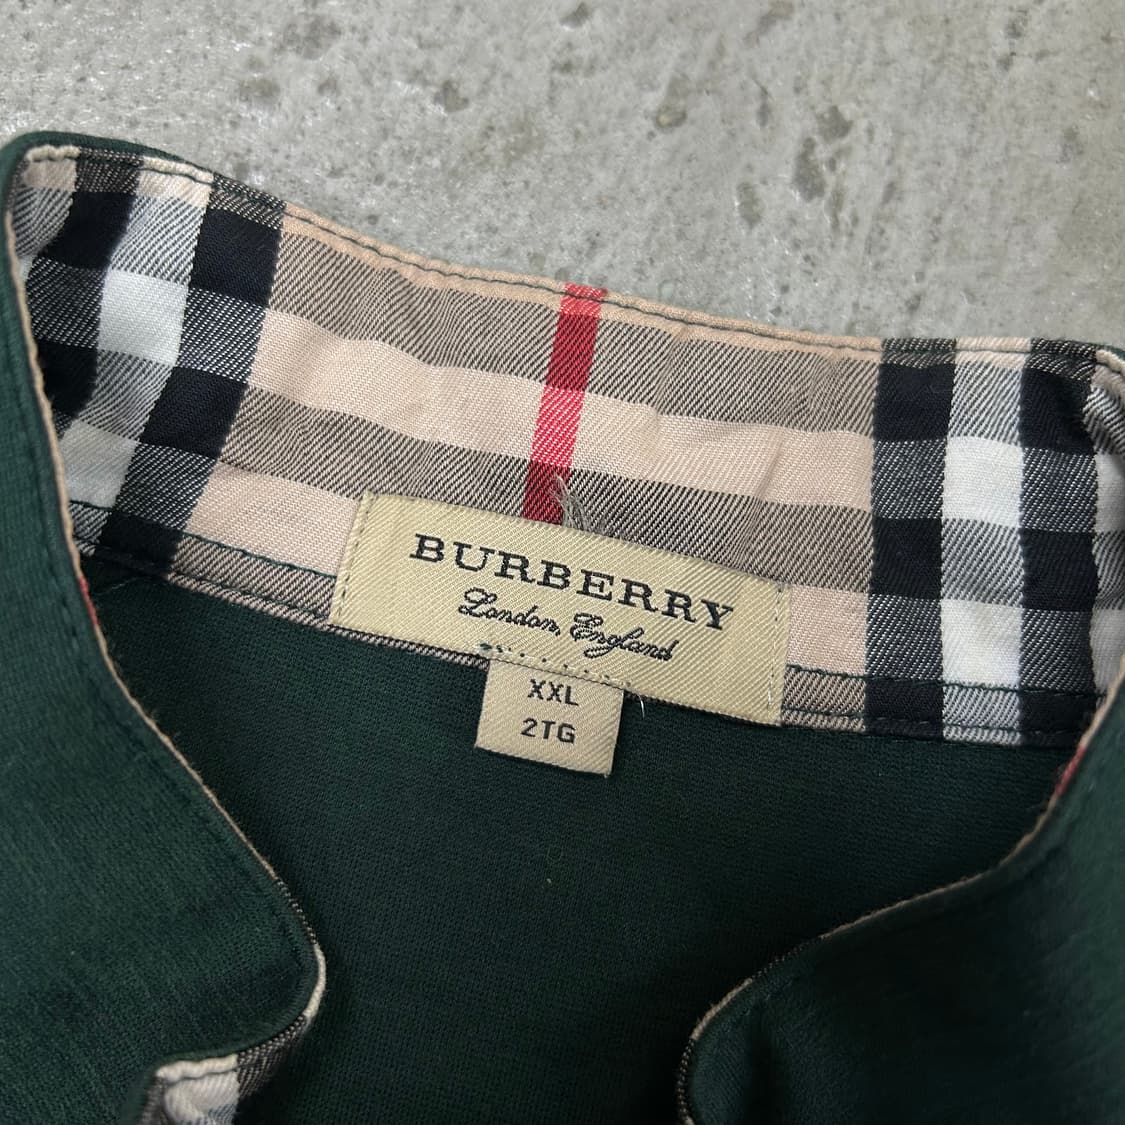 BURBERRY
London, England
XXL
2TG